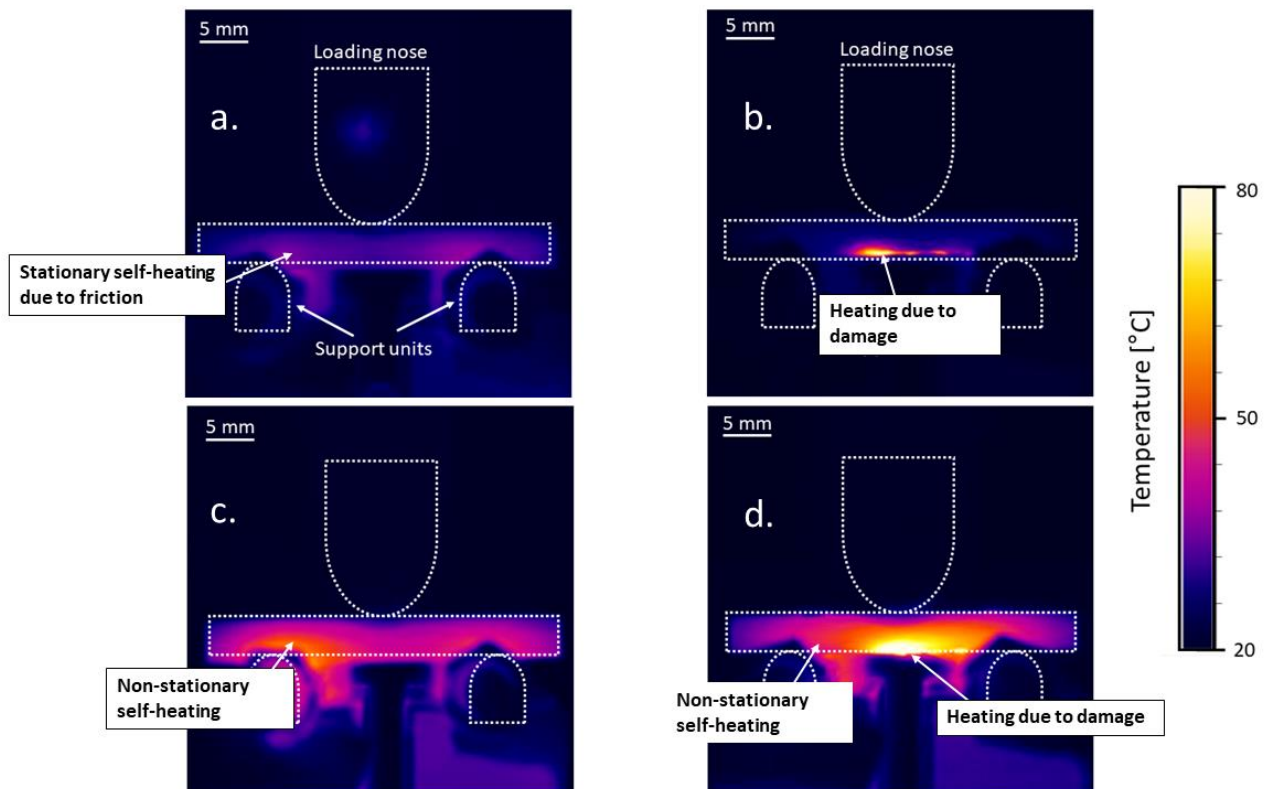 5 mm
Loading nose
a.
Stationary self-heating
due to friction
Support units
5 mm
Loading nose
b.
Heating due to
damage
5 mm
c.
Non-stationary
self-heating
5 mm
d.
Non-stationary
self-heating
Heating due to damage
80
50
20
Temperature [°C]